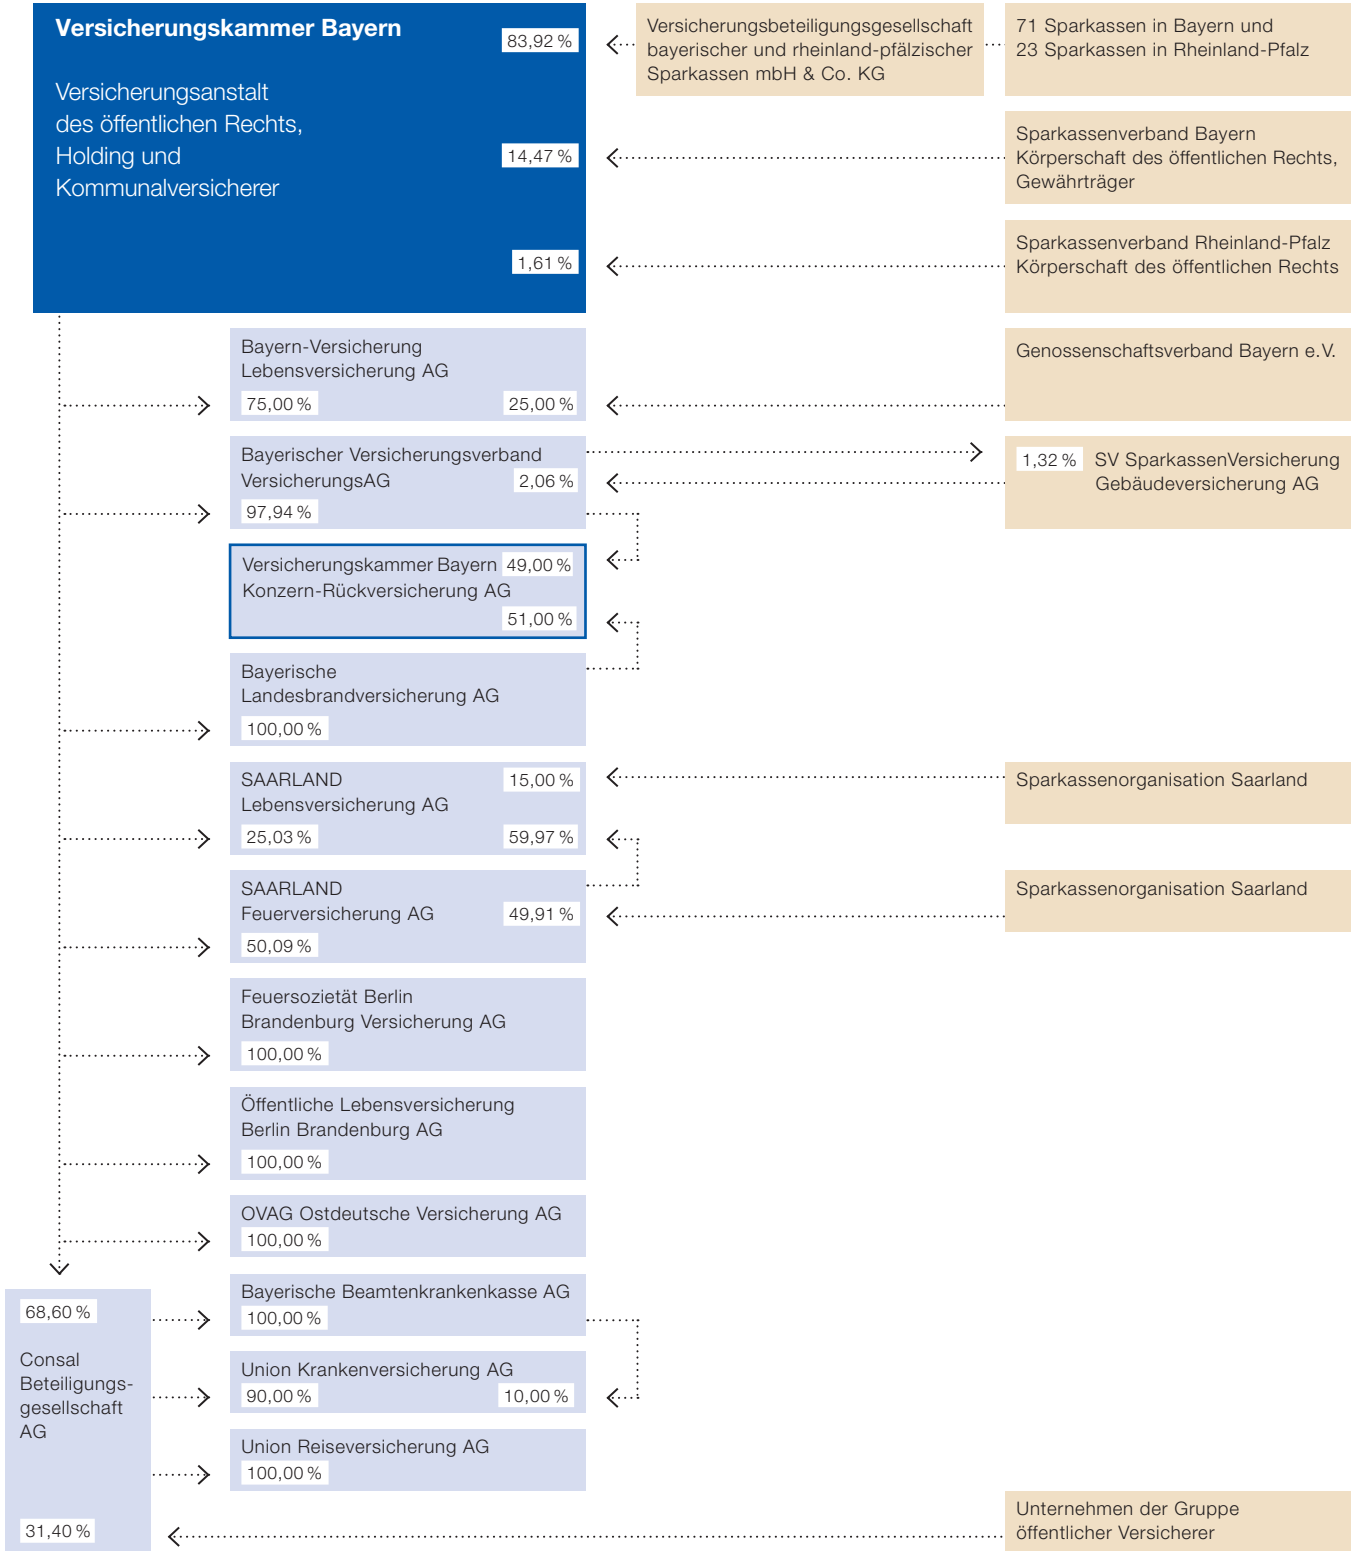 Versicherungskammer Bayern
83,92 %
Versicherungsanstalt
des öffentlichen Rechts,
Holding und
Kommunalversicherer
14,47 %
1,61 %
Versicherungsbeteiligungsgesellschaft
bayerischer und rheinland-pfälzischer
Sparkassen mbH & Co. KG
71 Sparkassen in Bayern und
23 Sparkassen in Rheinland-Pfalz
Sparkassenverband Bayern
Körperschaft des öffentlichen Rechts,
Gewährträger
Sparkassenverband Rheinland-Pfalz
Körperschaft des öffentlichen Rechts
Bayern-Versicherung
Lebensversicherung AG
75,00 % 25,00 %
Genossenschaftsverband Bayern e.V.
Bayerischer Versicherungsverband
VersicherungsAG 2,06 %
97,94 %
1,32 % SV SparkassenVersicherung
Gebäudeversicherung AG
Versicherungskammer Bayern 49,00 %
Konzern-Rückversicherung AG
51,00 %
Bayerische
Landesbrandversicherung AG
100,00 %
SAARLAND 15,00 %
Lebensversicherung AG
25,03 % 59,97 %
Sparkassenorganisation Saarland
SAARLAND
Feuerversicherung AG 49,91 %
50,09 %
Sparkassenorganisation Saarland
Feuersozietät Berlin
Brandenburg Versicherung AG
100,00 %
Öffentliche Lebensversicherung
Berlin Brandenburg AG
100,00 %
OVAG Ostdeutsche Versicherung AG
100,00 %
68,60 %
Consal
Beteiligungs-
gesellschaft
AG
31,40 %
Bayerische Beamtenkrankenkasse AG
100,00 %
Union Krankenversicherung AG
90,00 % 10,00 %
Union Reiseversicherung AG
100,00 %
Unternehmen der Gruppe
öffentlicher Versicherer